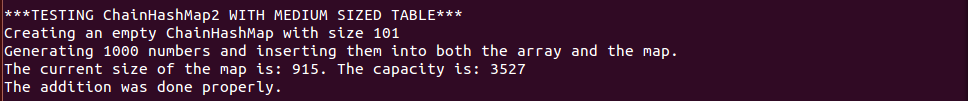 ***TESTING ChainHashMap2 WITH MEDIUM SIZED TABLE***
Creating an empty ChainHashMap with size 101
Generating 1000 numbers and inserting them into both the array and the map.
The current size of the map is: 915. The capacity is: 3527
The addition was done properly.